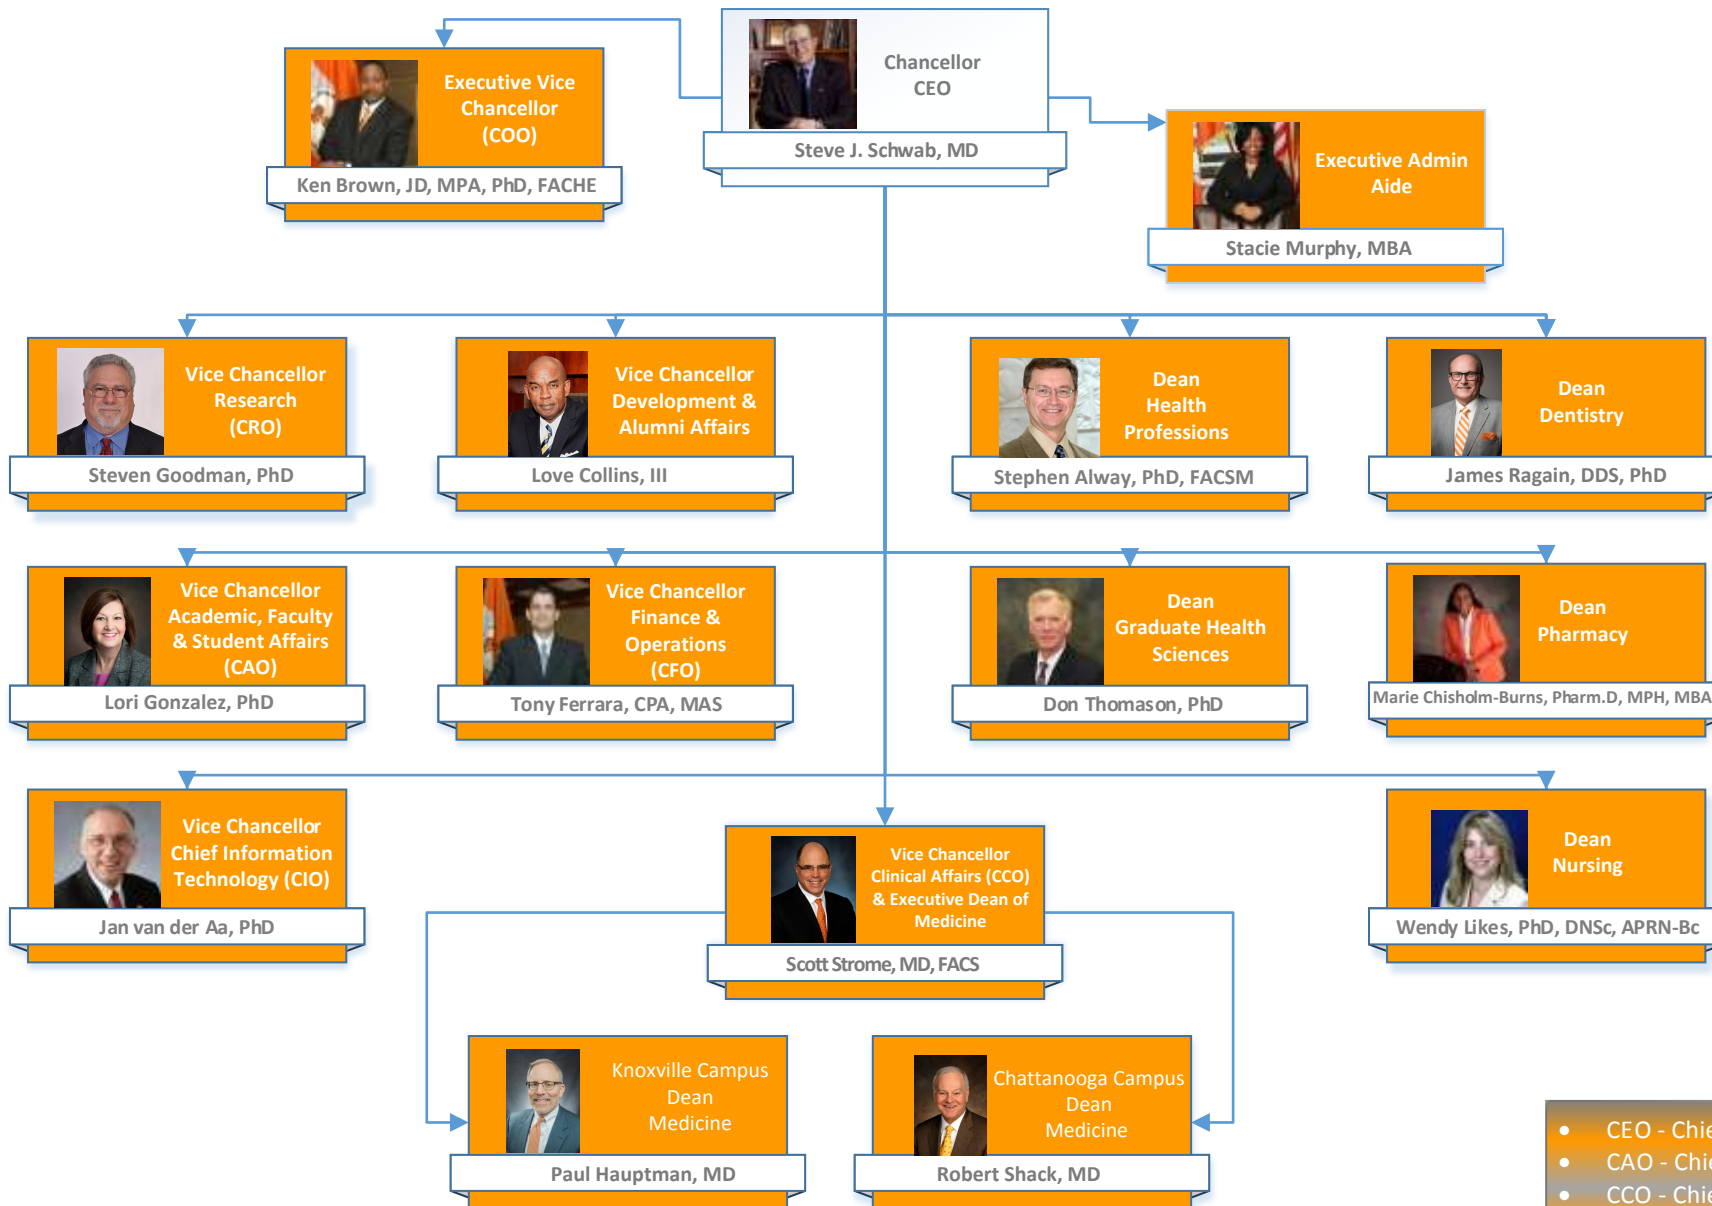 Chancellor
CEO
Steve J. Schwab, MD
Executive Vice
Chancellor
(COO)
Ken Brown, JD, MPA, PhD, FACHE
Executive Admin
Aide
Stacie Murphy, MBA
Vice Chancellor
Research
(CRO)
Steven Goodman, PhD
Vice Chancellor
Development &
Alumni Affairs
Love Collins, III
Dean
Health
Professions
Stephen Alway, PhD, FACSM
Dean
Dentistry
James Ragain, DDS, PhD
Vice Chancellor
Academic, Faculty
& Student Affairs
(CAO)
Lori Gonzalez, PhD
Vice Chancellor
Finance &
Operations
(CFO)
Tony Ferrara, CPA, MAS
Dean
Graduate Health
Sciences
Don Thomason, PhD
Dean
Pharmacy
Marie Chisholm-Burns, Pharm.D, MPH, MBA
Vice Chancellor
Chief Information
Technology (CIO)
Jan van der Aa, PhD
Vice Chancellor
Clinical Affairs (CCO)
& Executive Dean of
Medicine
Scott Strome, MD, FACS
Dean
Nursing
Wendy Likes, PhD, DNSc, APRN-Bc
Knoxville Campus
Dean
Medicine
Paul Hauptman, MD
Chattanooga Campus
Dean
Medicine
Robert Shack, MD
• CEO - Chie
• CAO - Chie
• CCO - Chie